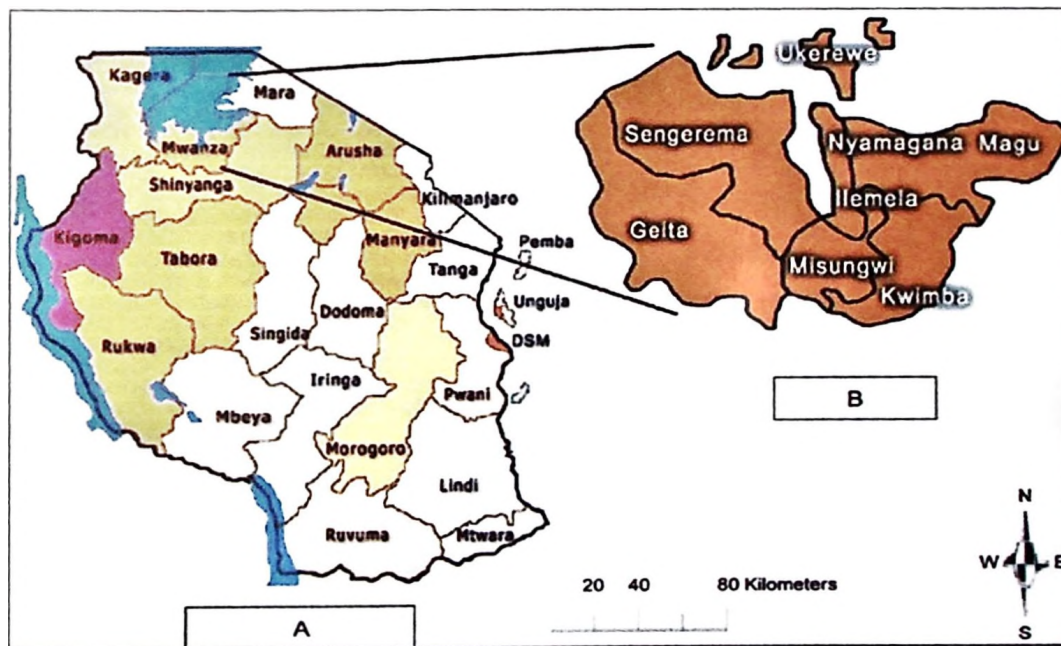 Kagera
Mara
Mwanza
Arusha
Shinyanga
Kilimanjaro
Kigoma
Tabora
Manyara
Pemba
Tanga
Unguja
Singida
Dodoma
DSM
Rukwa
Iringa
Pwani
Mbeya
Morogoro
Lindi
Ruvuma
Mtwara
A
Ukerewe
Sengerema
Nyamagana Magu
Ilemela
Geita
Misungwi
Kwimba
B
20 40 80 Kilometers
N
W E
S